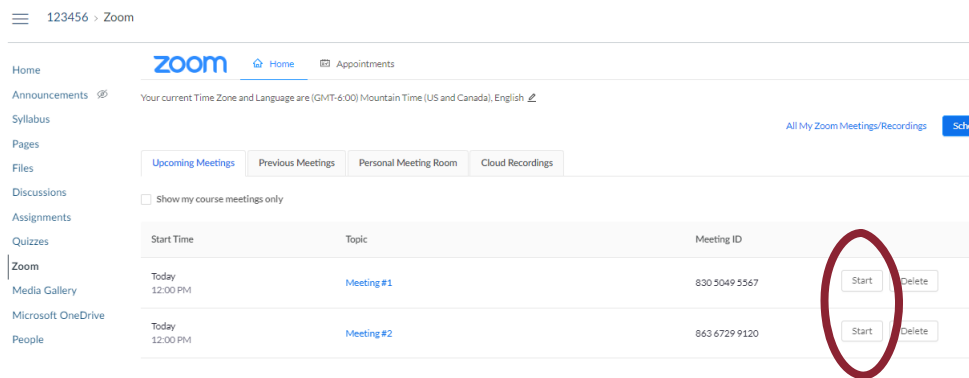 123456 > Zoom
Home
Announcements
Syllabus
Pages
Files
Discussions
Assignments
Quizzes
Zoom
Media Gallery
Microsoft OneDrive
People
zoom Home Appointments
Your current Time Zone and Language are (GMT-6:00) Mountain Time (US and Canada), English
All My Zoom Meetings/Recordings
Upcoming Meetings Previous Meetings Personal Meeting Room Cloud Recordings
Show my course meetings only
Start Time Topic Meeting ID
Today
12:00 PM Meeting #1 830 5049 5567 Start Delete
Today
12:00 PM Meeting #2 863 6729 9120 Start Delete